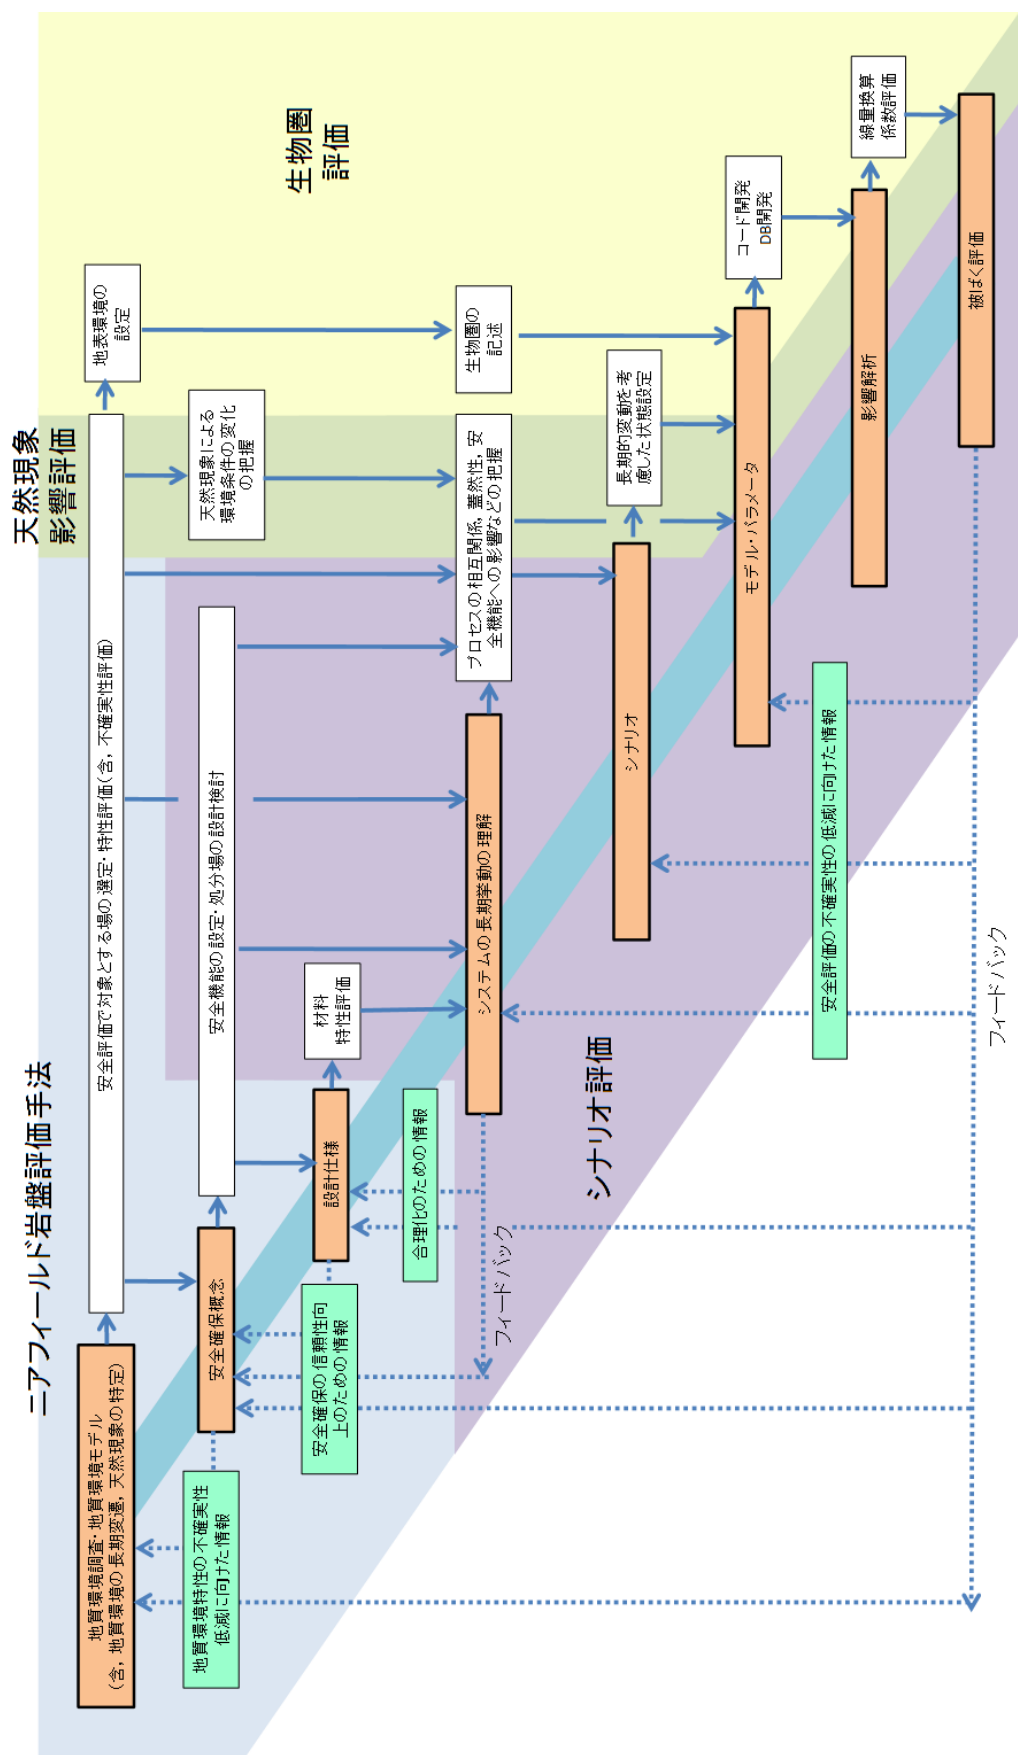 ニアフィールド岩盤評価手法
天然現象
影響評価
生物圏
評価
シナリオ評価
地質環境調査・地質環境モデル
(含，地質環境の長期変遷，天然現象の特定)
安全評価で対象とする場の選定・特性評価(含，不確実性評価)
地表環境の
設定
地質環境特性の不確実性
低減に向けた情報
安全確保概念
安全機能の設定・処分場の設計検討
天然現象による
環境条件の変化
の把握
安全確保の信頼性向
上のための情報
設計仕様
材料
特性評価
合理化のための情報
フィードバック
システムの長期挙動の理解
プロセスの相互関係，蓋然性，安
全機能への影響などの把握
生物圏の
記述
シナリオ
長期的変動を考
慮した状態設定
モデル・パラメータ
コード開発
DB開発
安全評価の不確実性の低減に向けた情報
影響解析
線量換算
係数評価
被ばく評価
フィードバック